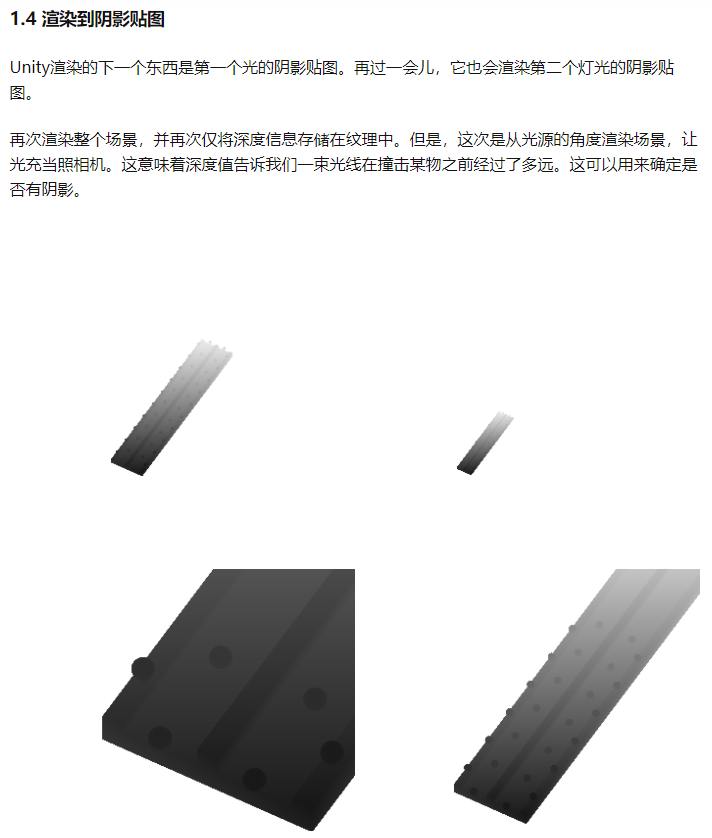 1.4 渲染到阴影贴图
Unity渲染的下一个东西是第一个光的阴影贴图。再过一会儿，它也会渲染第二个灯光的阴影贴
图。
再次渲染整个场景，并再次仅将深度信息存储在纹理中。但是，这次是从光源的角度渲染场景，让
光充当照相机。这意味着深度值告诉我们一束光线在撞击某物之前经过了多远。这可以用来确定是
否有阴影。